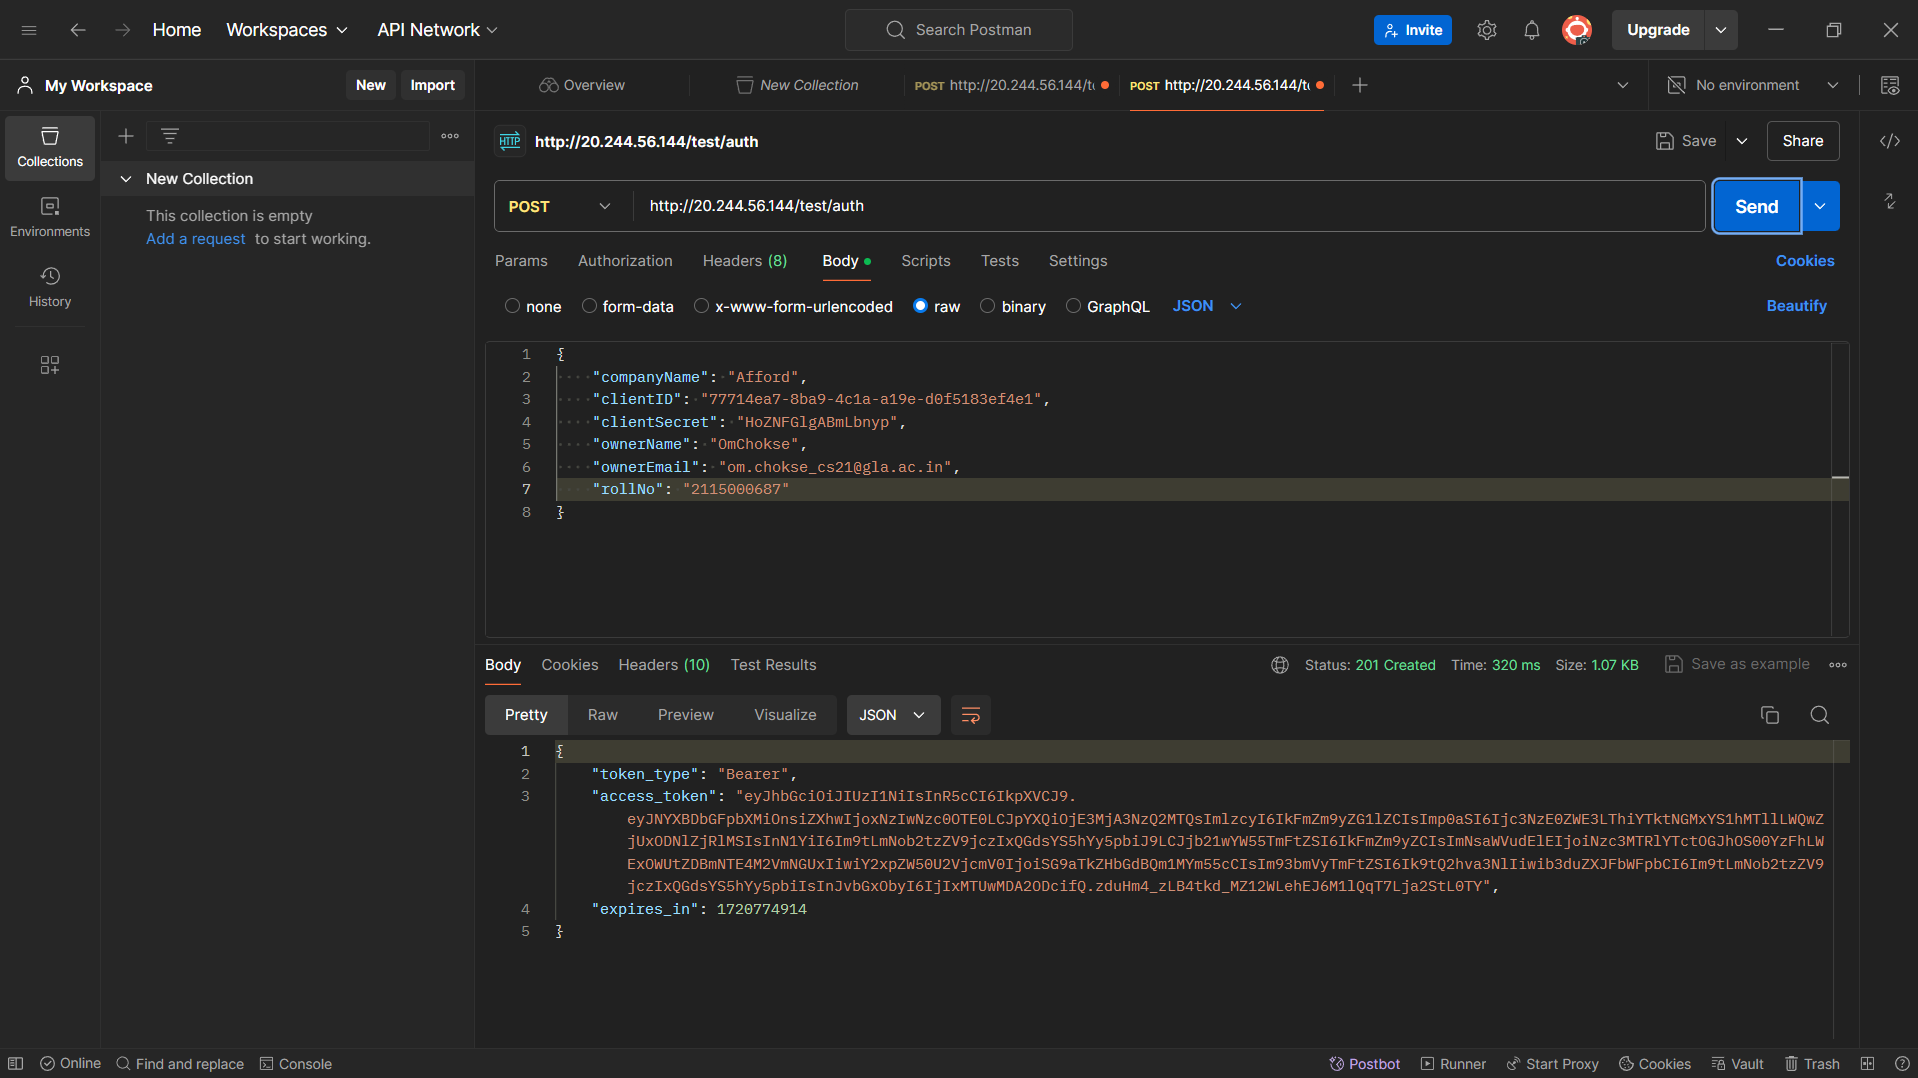 Home Workspaces API Network Search Postman Invite Upgrade
My Workspace New Import
Overview New Collection POST http://20.244.56.144/t POST http://20.244.56.144/t No environment
Collections
New Collection
This collection is empty
Add a request to start working.
Environments
History
HTTP http://20.244.56.144/test/auth Save Share
POST http://20.244.56.144/test/auth Send
Params Authorization Headers (8) Body Scripts Tests Settings Cookies
none form-data x-www-form-urlencoded raw binary GraphQL JSON Beautify
1 {
2 "companyName": "Afford",
3 "clientID": "77714ea7-8ba9-4c1a-a19e-d0f5183ef4e1",
4 "clientSecret": "HoZNFGlgABmLbnyp",
5 "ownerName": "OmChokse",
6 "ownerEmail": "om.chokse_cs21@gla.ac.in",
7 "rollNo": "2115000687"
8 }
Body Cookies Headers (10) Test Results Status: 201 Created Time: 320 ms Size: 1.07 KB Save as example
Pretty Raw Preview Visualize JSON
1 {
2 "token_type": "Bearer",
3 "access_token": "eyJhbGciOiJIUzI1NiIsInR5cCI6IkpXVCJ9.
eyJNYXBDbGFpbXMiOnsiZXhwIjoxNzIwNzc0OTE0LCJpYXQiOjE3MjA3NzQ2MTQsImlzcyI6IkFmZm9yZG1lZCIsImp0aSI6Ijc3NzE0ZWE3LThiYTktNGMxYS1hMTllLWQwZ
jUxODNlZjRlMSIsInN1YiI6Im9tLmNob2tzZV9jczIxQGdsYS5hYy5pbiJ9LCJjb21wYW55TmFtZSI6IkFmZm9yZCIsImNsaWVudElEIjoiNzc3MTRlYTctOGJhOS00YzFhLW
ExOWUtZDBmNTE4M2VmNGUxIiwiY2xpZW50U2VjcmV0IjoiSG9aTkZHbGdBQm1MYm55cCIsIm93bmVyTmFtZSI6Ik9tQ2hva3NlIiwib3duZXJFbWFpbCI6Im9tLmNob2tzZV9
jczIxQGdsYS5hYy5pbiIsInJvbGxObyI6IjIxMTUwMDA2ODcifQ.zduHm4_zLB4tkd_MZ12WLehEJ6M1lQqT7Lja2StL0TY",
4 "expires_in": 1720774914
5 }
Online Find and replace Console Postbot Runner Start Proxy Cookies Vault Trash